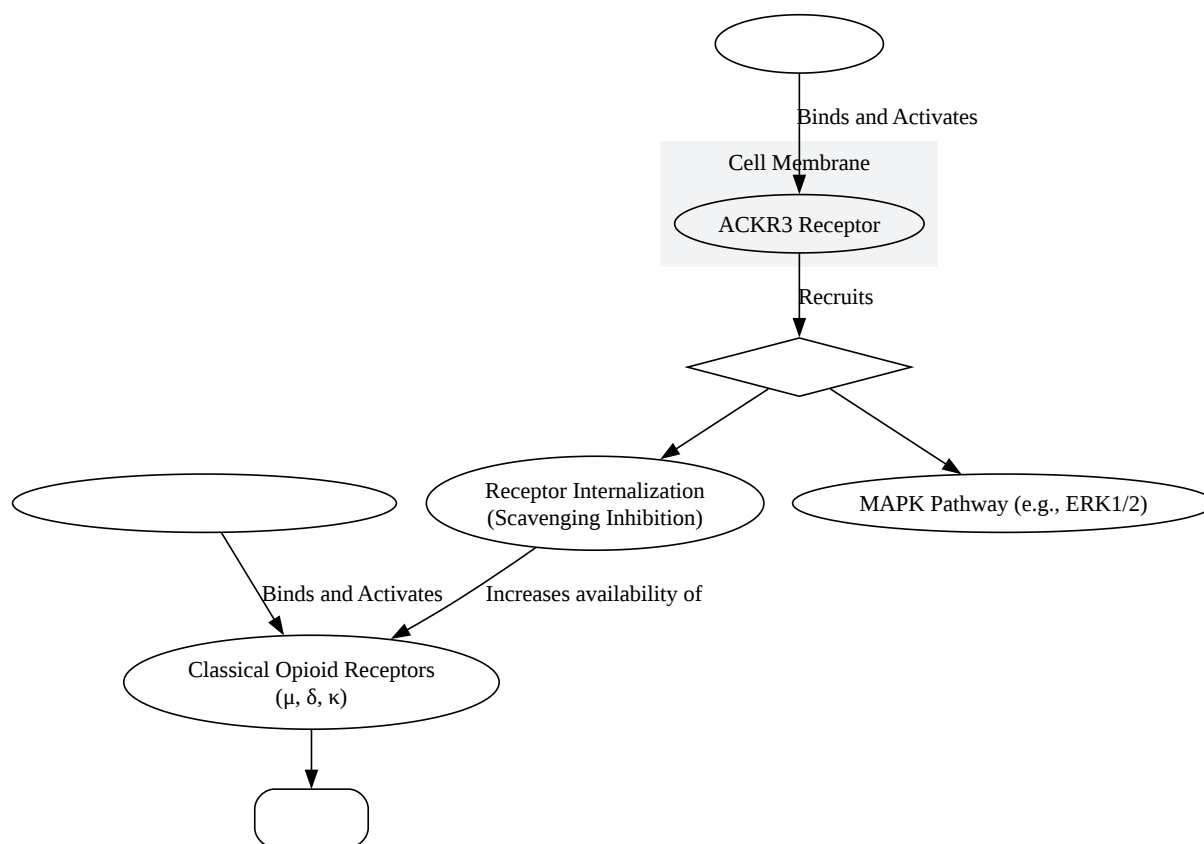 Binds and Activates
Cell Membrane
ACKR3 Receptor
Recruits
Receptor Internalization
(Scavenging Inhibition)
MAPK Pathway (e.g., ERK1/2)
Binds and Activates
Increases availability of
Classical Opioid Receptors
(μ, δ, κ)